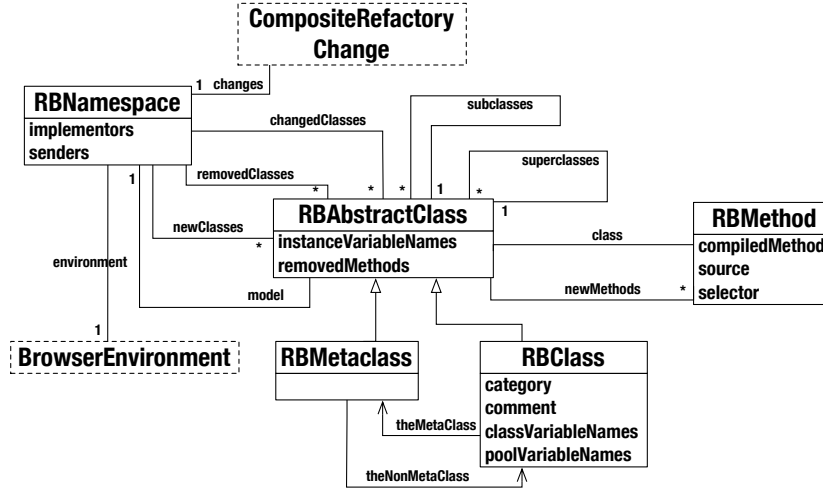 CompositeRefactory
Change
1 changes
RBNamespace
implementors
senders
changedClasses
subclasses
superclasses
removedClasses
1
* * * 1 *
1
RBAbstractClass
instanceVariableNames
removedMethods
newClasses
*
RBMethod
compiledMethod
source
selector
class
environment
model
newMethods *
1
BrowserEnvironment
RBMetaclass
RBClass
category
comment
classVariableNames
poolVariableNames
theMetaClass
theNonMetaClass